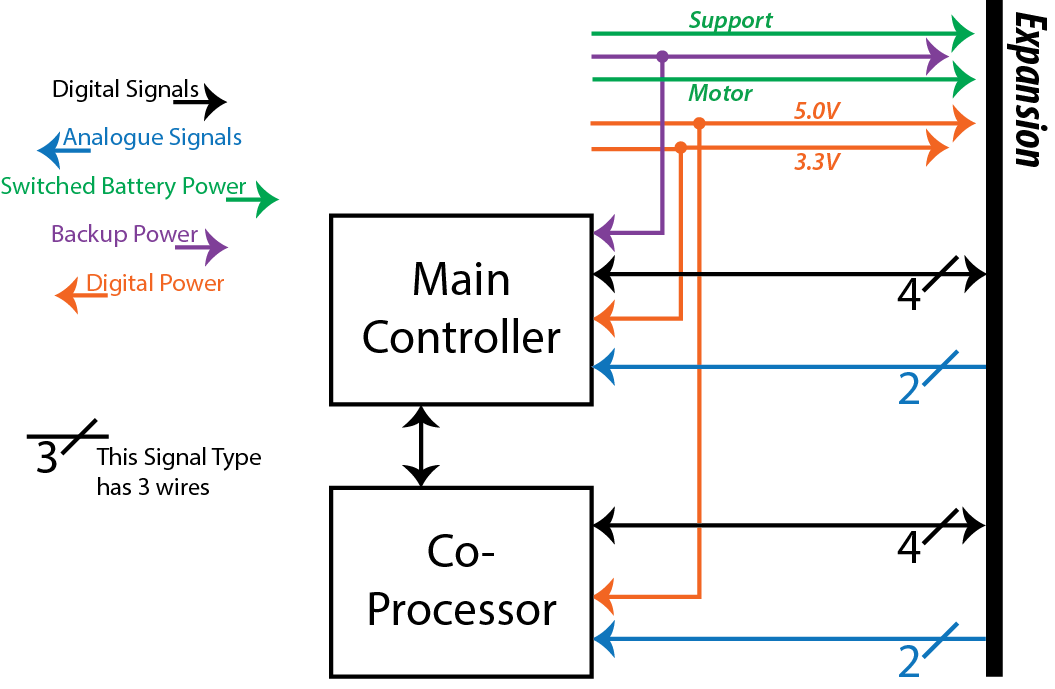 Support
Expansion
Digital Signals
Motor
5.0V
Analogue Signals
3.3V
Switched Battery Power
Backup Power
Digital Power
Main
Controller
4
2
3
This Signal Type
has 3 wires
Co-
Processor
4
2